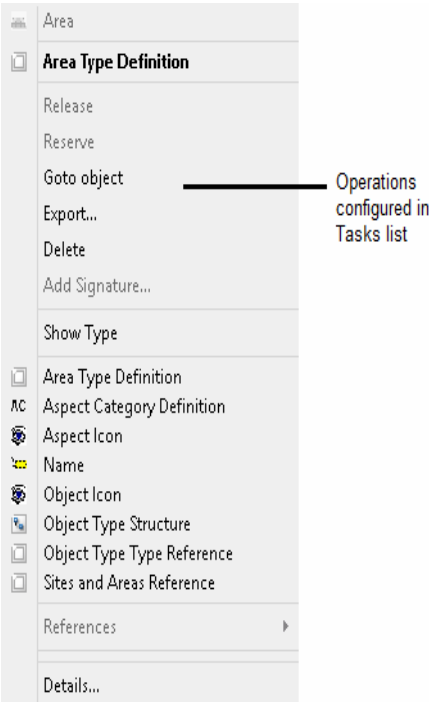 Area
Area Type Definition
Release
Reserve
Goto object
Export...
Delete
Add Signature...
Show Type
Area Type Definition
AC Aspect Category Definition
Aspect Icon
Name
Object Icon
Object Type Structure
Object Type Type Reference
Sites and Areas Reference
References
Details...
Operations
configured in
Tasks list